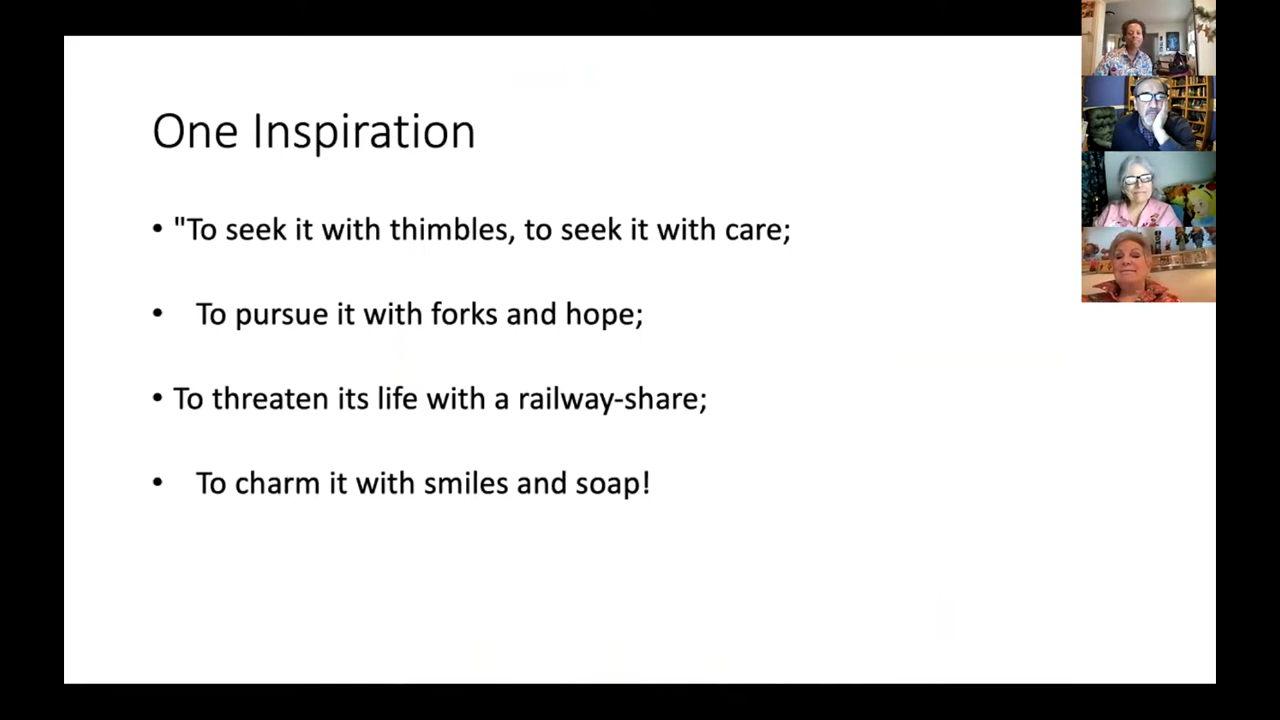 One Inspiration
• "To seek it with thimbles, to seek it with care;
• To pursue it with forks and hope;
• To threaten its life with a railway-share;
• To charm it with smiles and soap!